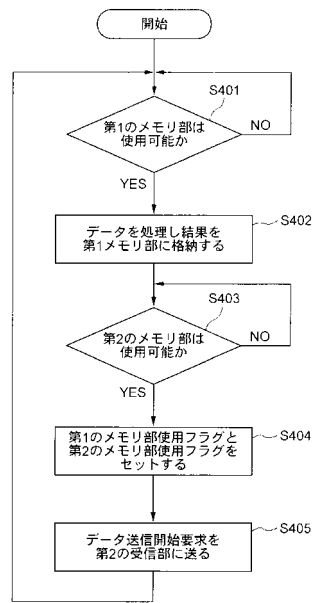 開始
S401
第1のメモリ部は
使用可能か
NO
YES
S402
データを処理し結果を
第1メモリ部に格納する
S403
第2のメモリ部は
使用可能か
NO
YES
第1のメモリ部使用フラグと
第2のメモリ部使用フラグを
セットする
S404
データ送信開始要求を
第2の受信部に送る
S405